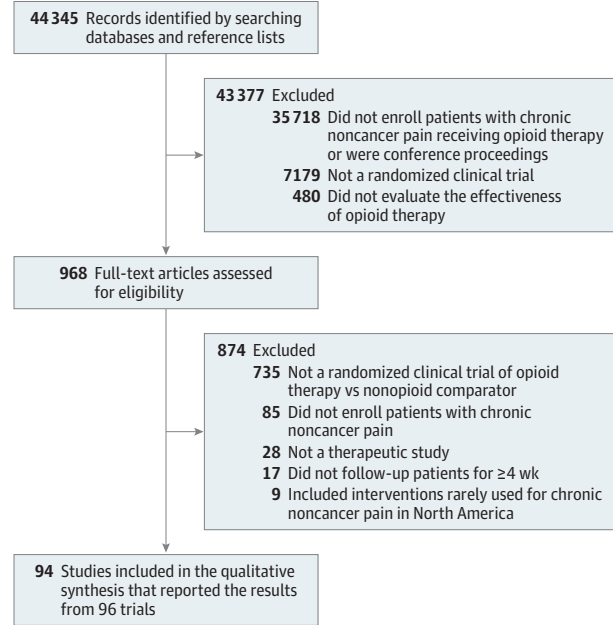 44 345 Records identified by searching
databases and reference lists
43 377 Excluded
35 718 Did not enroll patients with chronic
noncancer pain receiving opioid therapy
or were conference proceedings
7179 Not a randomized clinical trial
480 Did not evaluate the effectiveness
of opioid therapy
968 Full-text articles assessed
for eligibility
874 Excluded
735 Not a randomized clinical trial of opioid
therapy vs nonopioid comparator
85 Did not enroll patients with chronic
noncancer pain
28 Not a therapeutic study
17 Did not follow-up patients for ≥4 wk
9 Included interventions rarely used for chronic
noncancer pain in North America
94 Studies included in the qualitative
synthesis that reported the results
from 96 trials